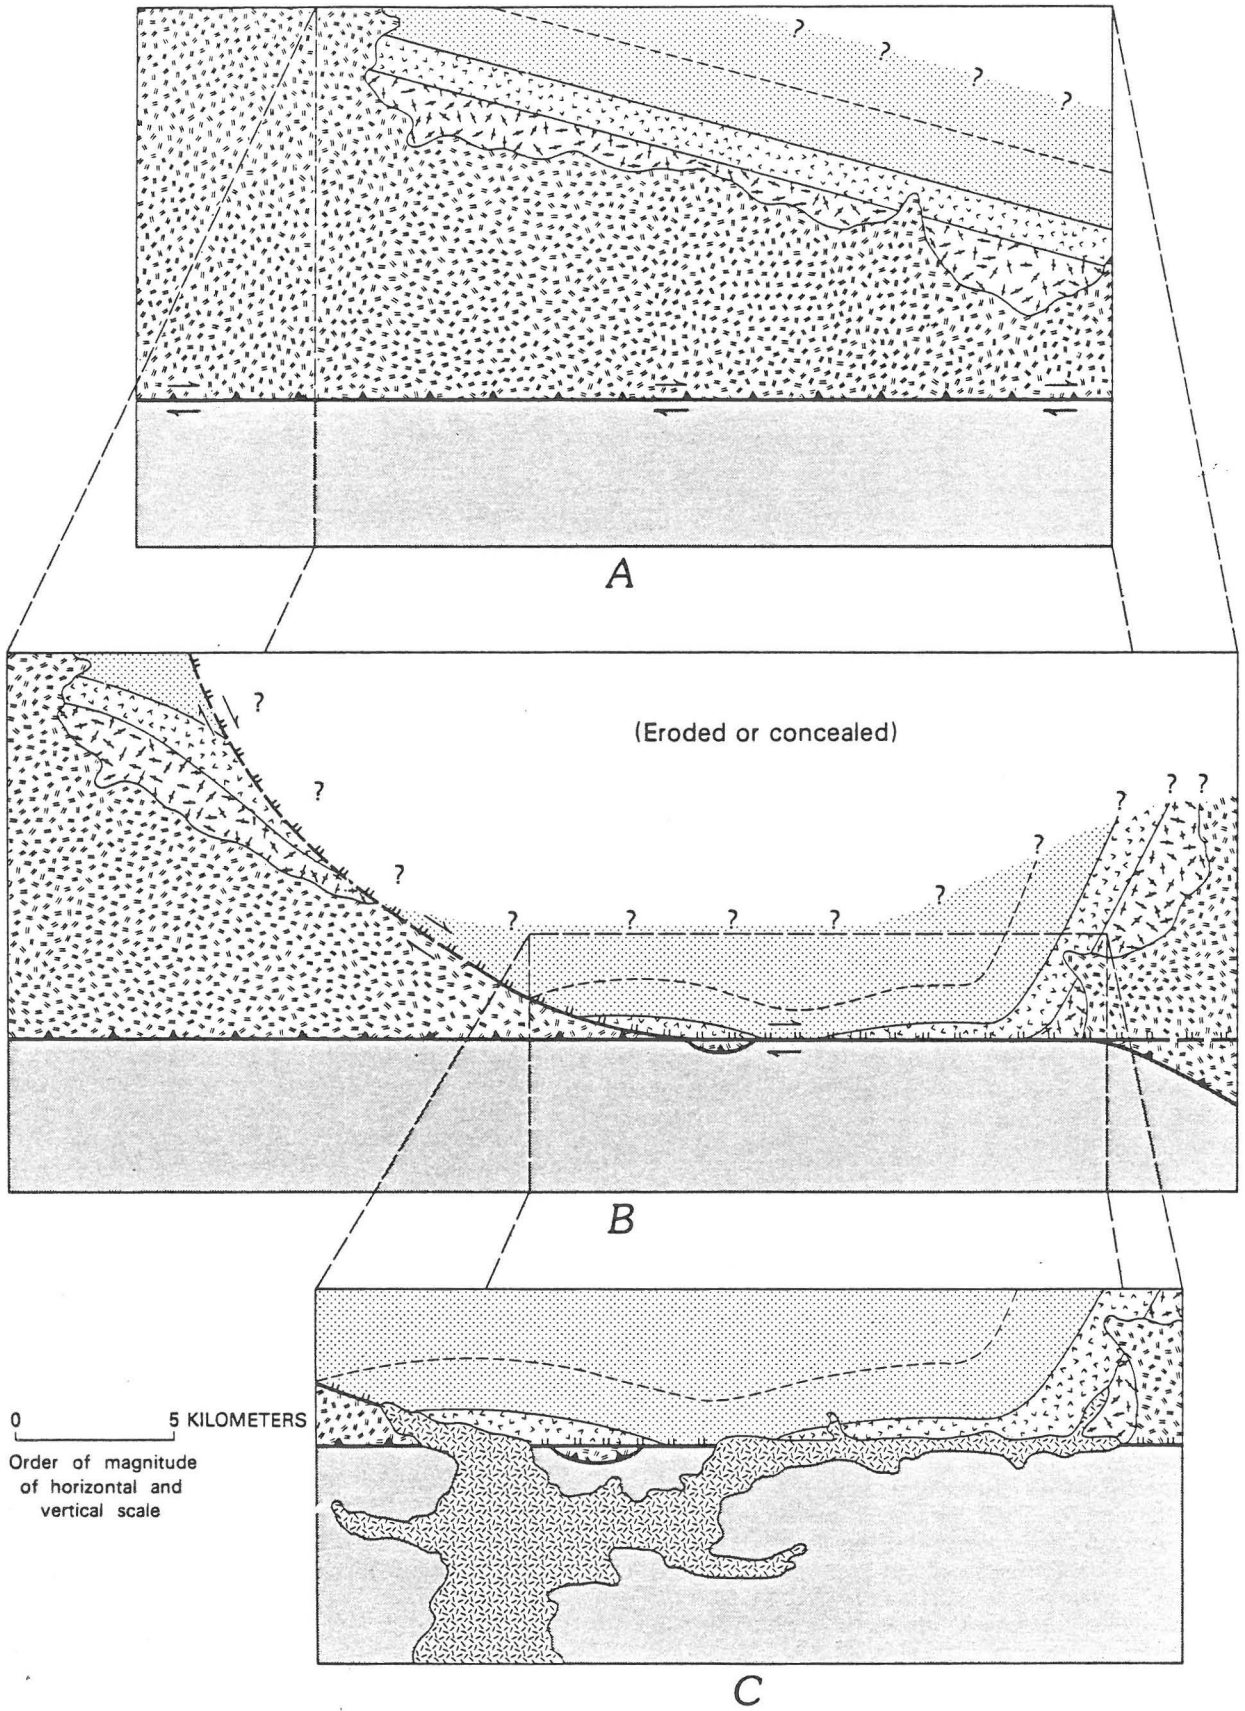 ? ? ? ?
A
?
(Eroded or concealed)
?
? ? ?
?
?
?
? ? ? ?
B
0 5 KILOMETERS
Order of magnitude
of horizontal and
vertical scale
C